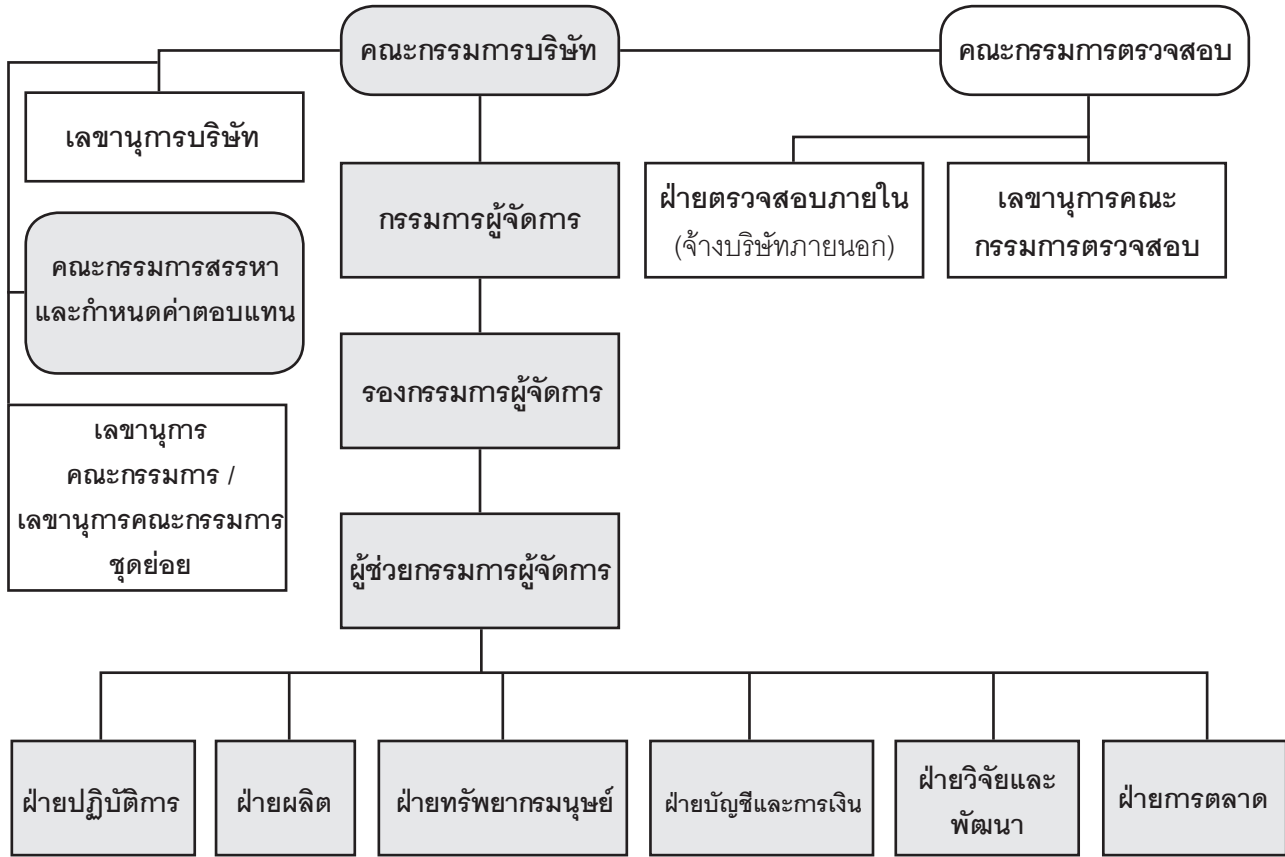 คณะกรรมการบริษัท
คณะกรรมการตรวจสอบ
เลขานุการบริษัท
กรรมการผู้จัดการ
ฝ่ายตรวจสอบภายใน
(จ้างบริษัทภายนอก)
เลขานุการคณะ
กรรมการตรวจสอบ
คณะกรรมการสรรหา
และกำหนดค่าตอบแทน
รองกรรมการผู้จัดการ
เลขานุการ
คณะกรรมการ /
เลขานุการคณะกรรมการ
ชุดย่อย
ผู้ช่วยกรรมการผู้จัดการ
ฝ่ายปฏิบัติการ
ฝ่ายผลิต
ฝ่ายทรัพยากรมนุษย์
ฝ่ายบัญชีและการเงิน
ฝ่ายวิจัยและ
พัฒนา
ฝ่ายการตลาด